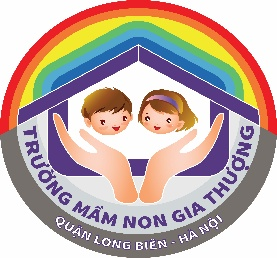 TRƯỜNG MẦM NON GIA THƯỢNG
QUẬN LONG BIÊN - HÀ NỘI